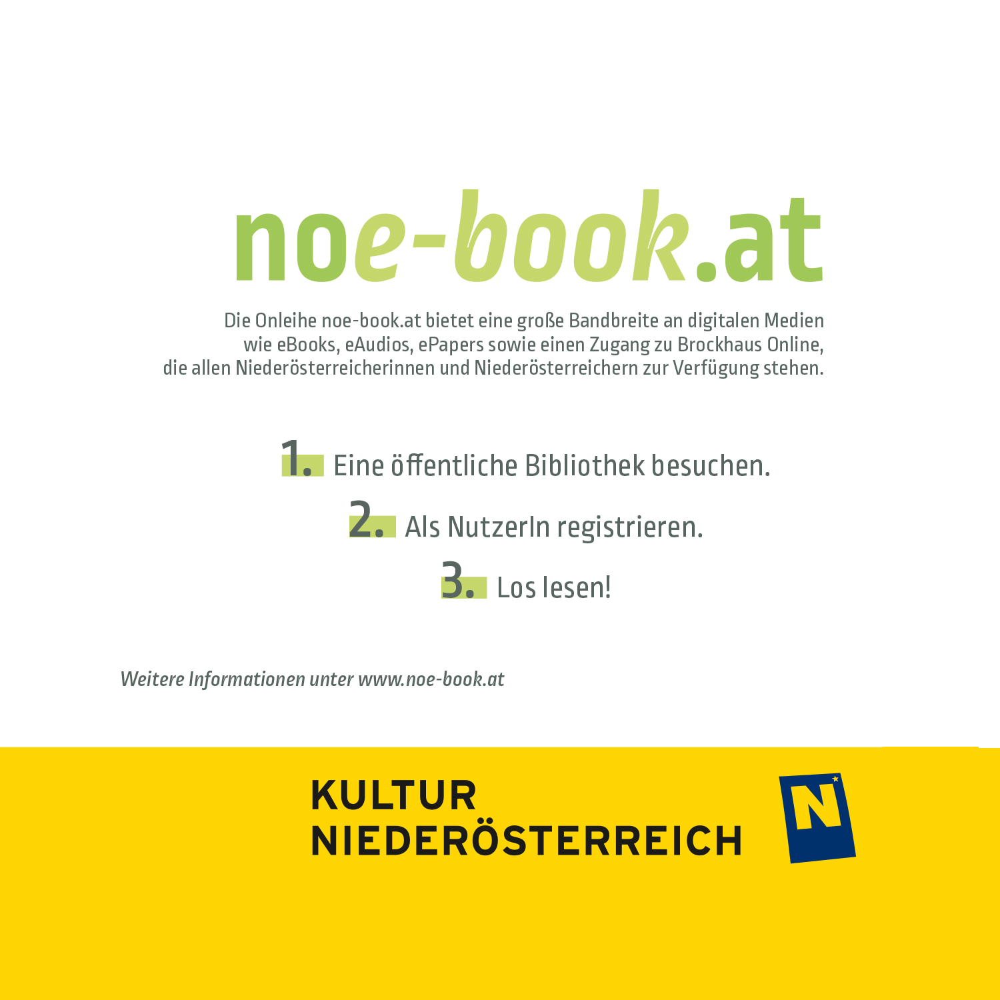 noe-book.at
Die Onleihe noe-book.at bietet eine große Bandbreite an digitalen Medien
wie eBooks, eAudios, ePapers sowie einen Zugang zu Brockhaus Online,
die allen Niederösterreicherinnen und Niederösterreichern zur Verfügung stehen.
1. Eine öffentliche Bibliothek besuchen.
2. Als NutzerIn registrieren.
3. Los lesen!
Weitere Informationen unter www.noe-book.at
KULTUR
NIEDERÖSTERREICH
N